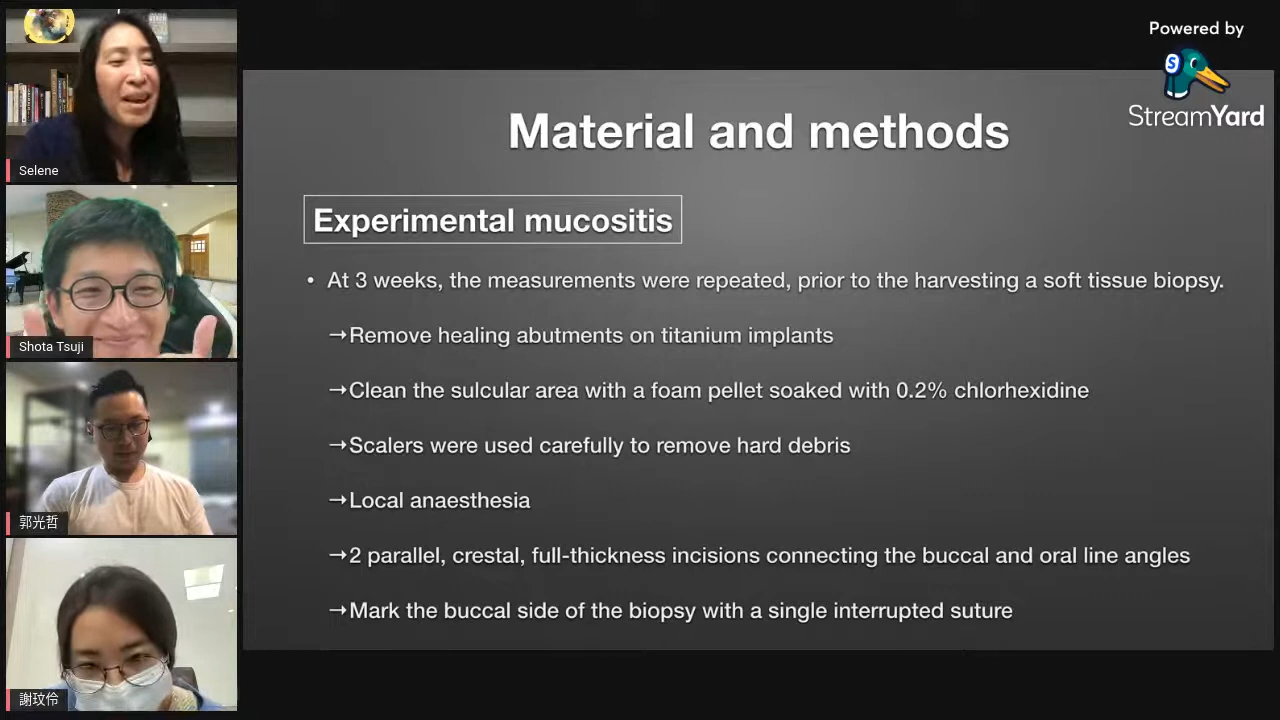 Powered by
StreamYard
Selene
Shota Tsuji
郭光哲
謝玟伶
Material and methods
Experimental mucositis
• At 3 weeks, the measurements were repeated, prior to the harvesting a soft tissue biopsy.
→Remove healing abutments on titanium implants
→Clean the sulcular area with a foam pellet soaked with 0.2% chlorhexidine
→Scalers were used carefully to remove hard debris
→Local anaesthesia
→2 parallel, crestal, full-thickness incisions connecting the buccal and oral line angles
→Mark the buccal side of the biopsy with a single interrupted suture